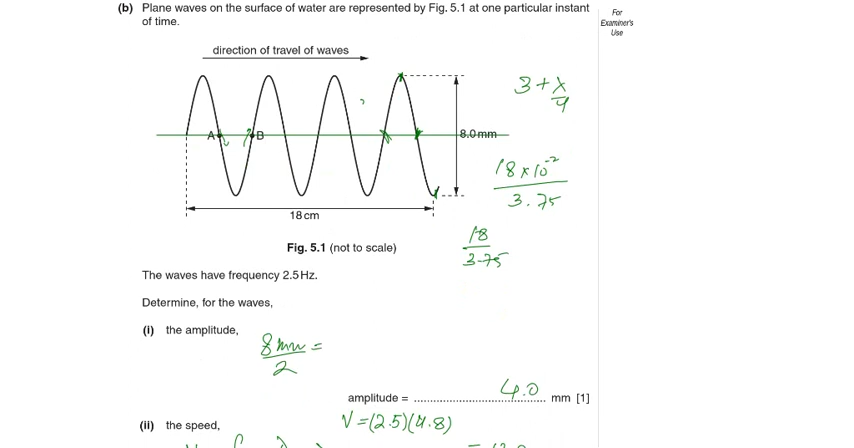 (b) Plane waves on the surface of water are represented by Fig. 5.1 at one particular instant
of time.
For
Examiner's
Use
direction of travel of waves
3 + λ/4
A
B
8.0 mm
18 × 10⁻²
3.75
18 cm
18
3.75
Fig. 5.1 (not to scale)
The waves have frequency 2.5 Hz.
Determine, for the waves,
(i) the amplitude,
8mm =
2
amplitude = .......................................... 4.0 mm [1]
(ii) the speed,
V = (2.5)(4.8)